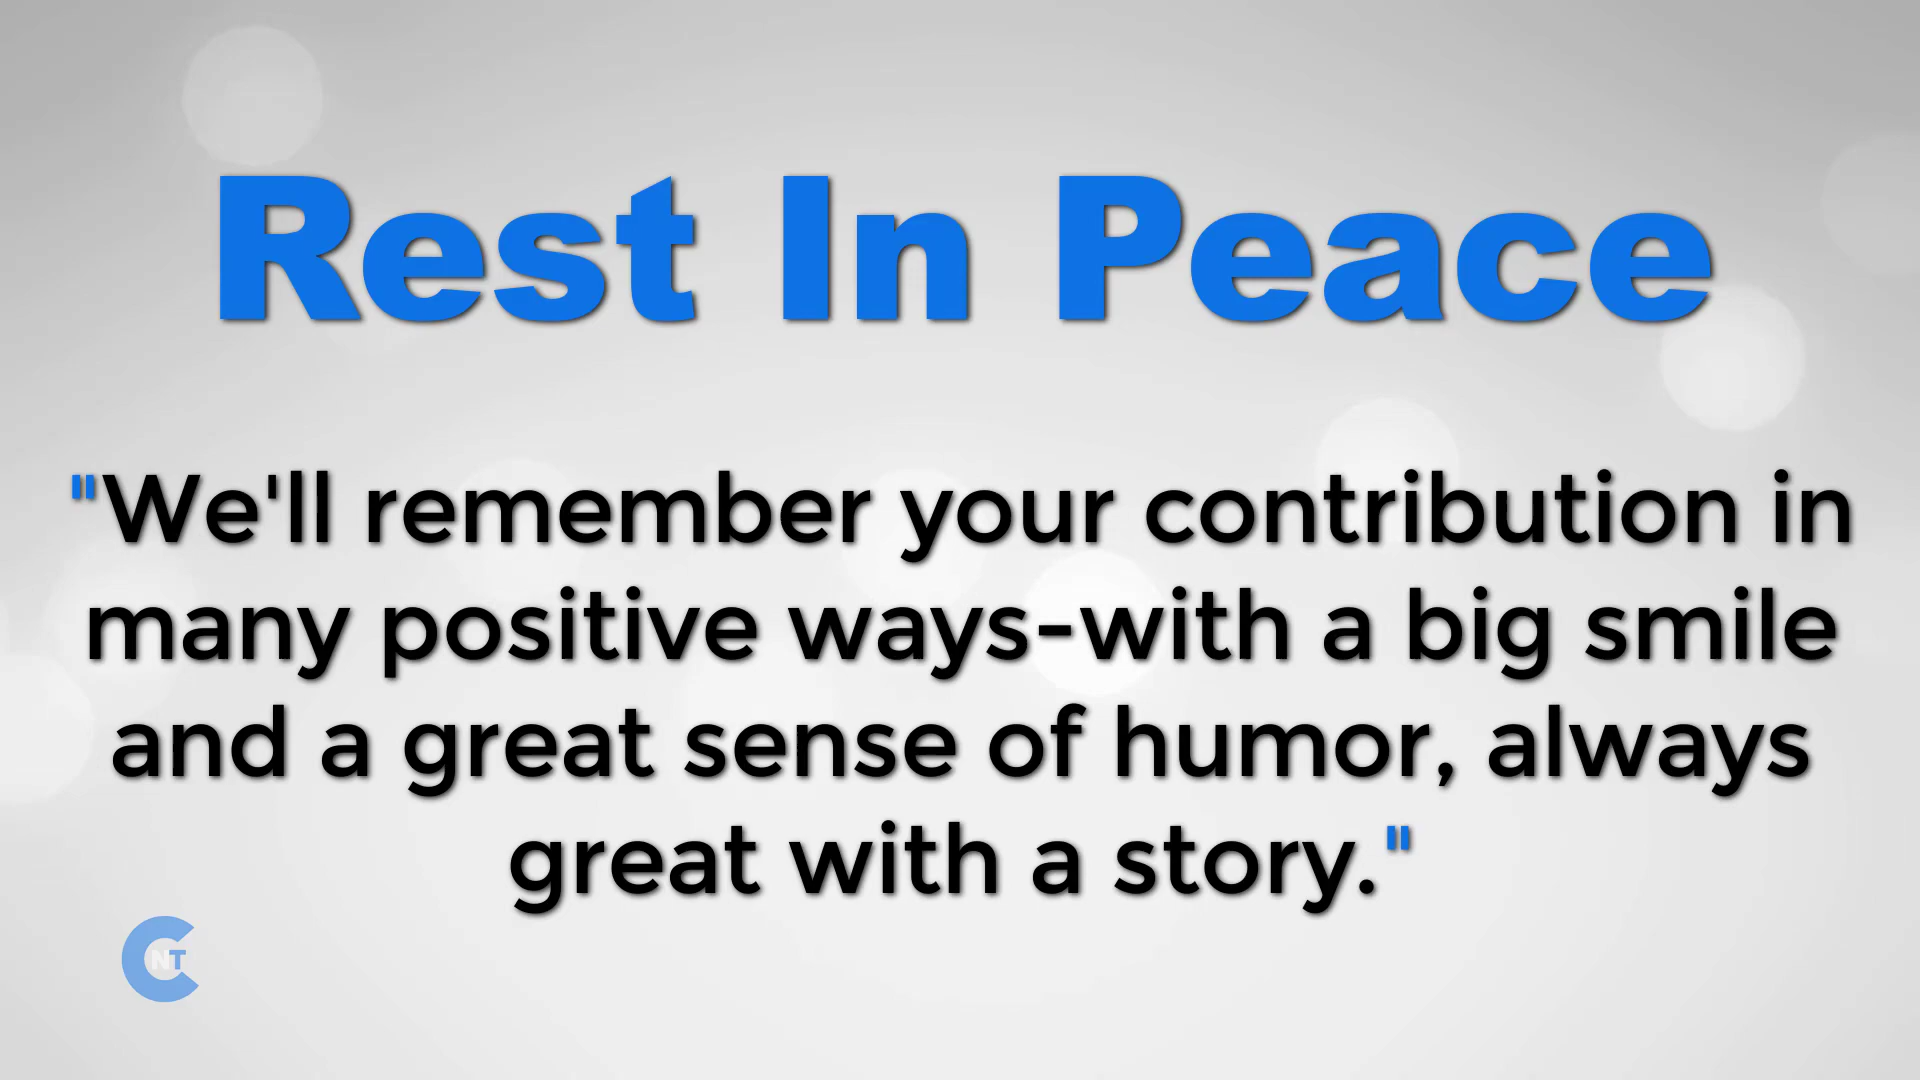 Rest In Peace
"We'll remember your contribution in
many positive ways-with a big smile
and a great sense of humor, always
great with a story."
CNT